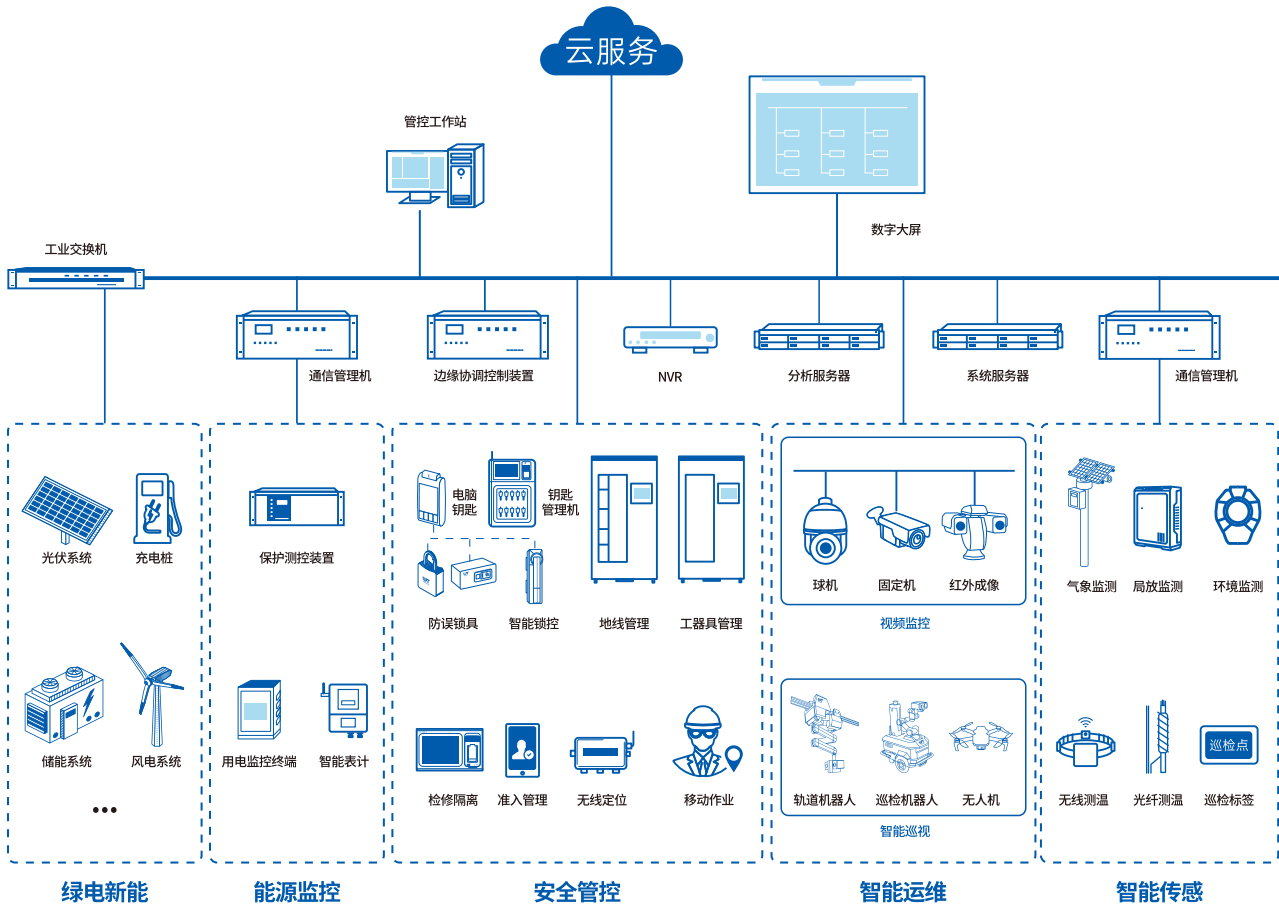 云服务
管控工作站
数字大屏
工业交换机
通信管理机
边缘协调控制装置
NVR
分析服务器
系统服务器
通信管理机
光伏系统
充电桩
储能系统
风电系统
绿电新能
保护测控装置
用电监控终端
智能表计
能源监控
电脑
钥匙
钥匙
管理机
防误锁具
智能锁控
地线管理
工器具管理
检修隔离
准入管理
无线定位
移动作业
安全管控
球机
固定机
红外成像
视频监控
轨道机器人
巡检机器人
无人机
智能巡视
智能运维
气象监测
局放监测
环境监测
无线测温
光纤测温
巡检点
巡检标签
智能传感